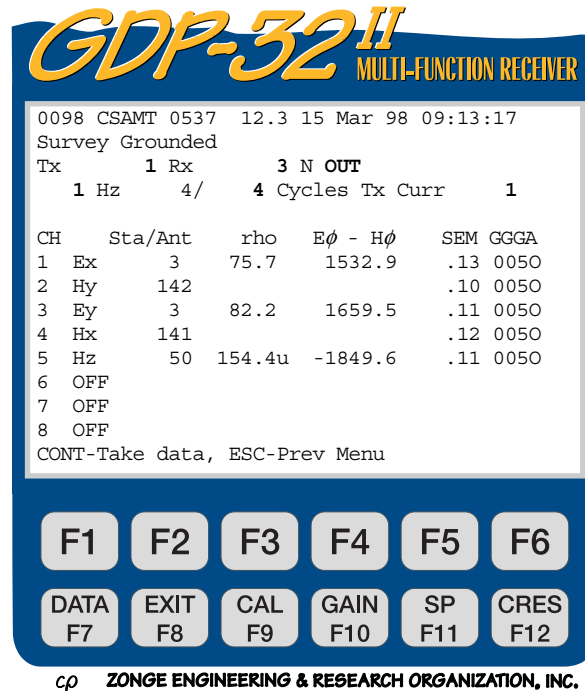 GDP-32 II
MULTI-FUNCTION RECEIVER
0098 CSAMT 0537 12.3 15 Mar 98 09:13:17
Survey Grounded
Tx 1 Rx 3 N OUT
1 Hz 4/ 4 Cycles Tx Curr 1
CH Sta/Ant rho Eϕ - Hϕ SEM GGGA
1 Ex 3 75.7 1532.9 .13 005O
2 Hy 142 .10 005O
3 Ey 3 82.2 1659.5 .11 005O
4 Hx 141 .12 005O
5 Hz 50 154.4u -1849.6 .11 005O
6 OFF
7 OFF
8 OFF
CONT-Take data, ESC-Prev Menu
F1 F2 F3 F4 F5 F6
DATA EXIT CAL GAIN SP CRES
F7 F8 F9 F10 F11 F12
cρ ZONGE ENGINEERING & RESEARCH ORGANIZATION, INC.